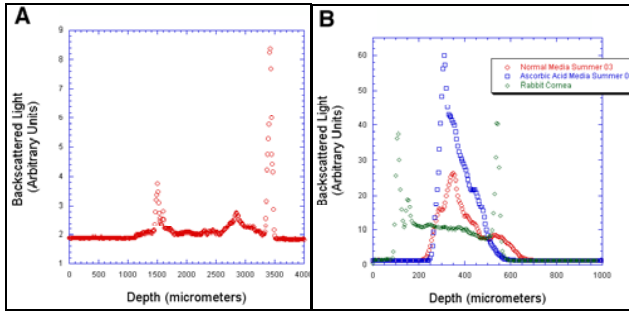 A
Backscattered Light
(Arbitrary Units)
9
8
7
6
5
4
3
2
1
0 500 1000 1500 2000 2500 3000 3500 4000
Depth (micrometers)
B
Backscattered Light
(Arbitrary Units)
60
50
40
30
20
10
0
0 200 400 600 800 1000
Depth (micrometers)
Normal Media Summer 03
Ascorbic Acid Media Summer 0
Rabbit Cornea